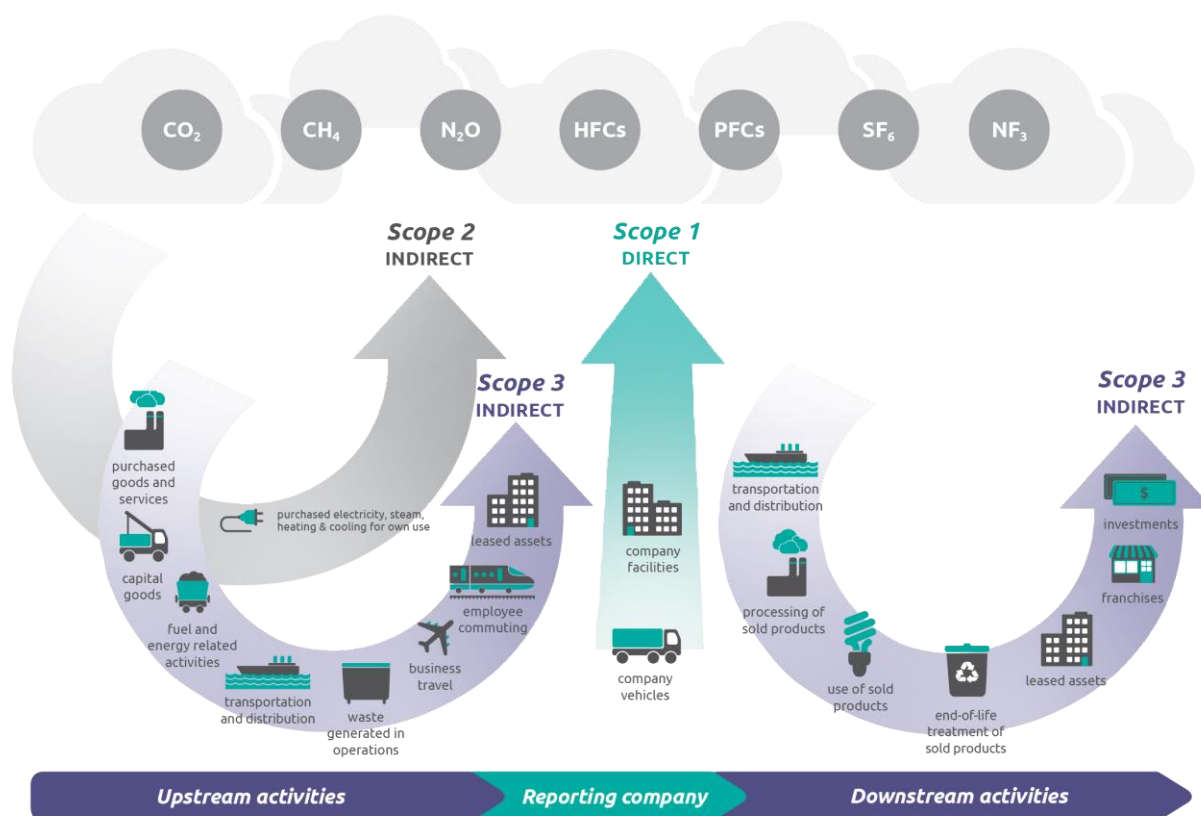 CO₂
CH₄
N₂O
HFCs
PFCs
SF₆
NF₃
Scope 2
INDIRECT
Scope 1
DIRECT
Scope 3
INDIRECT
Scope 3
INDIRECT
purchased
goods and
services
capital
goods
fuel and
energy related
activities
transportation
and distribution
waste
generated in
operations
business
travel
employee
commuting
leased assets
purchased electricity, steam,
heating & cooling for own use
company
facilities
company
vehicles
transportation
and distribution
processing of
sold products
use of sold
products
end-of-life
treatment of
sold products
leased assets
franchises
investments
$
Upstream activities
Reporting company
Downstream activities